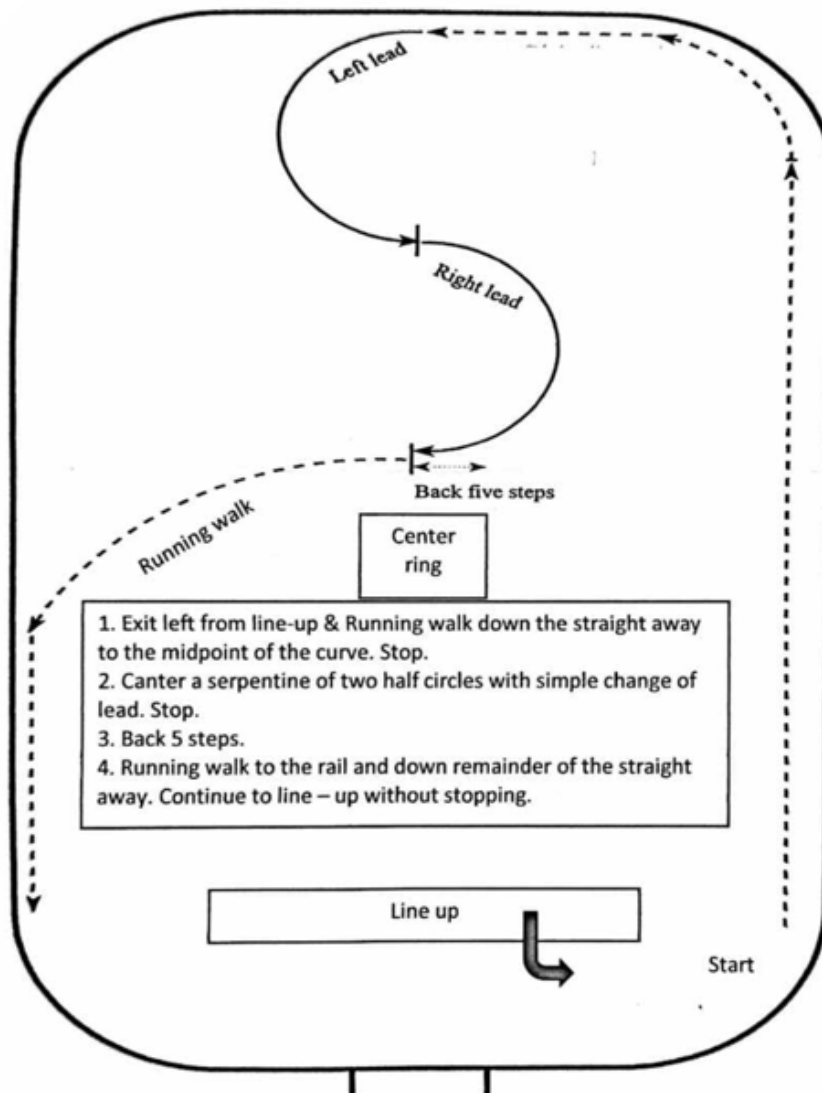 Left lead
Right lead
Back five steps
Running walk
Center
ring
1. Exit left from line-up & Running walk down the straight away
to the midpoint of the curve. Stop.
2. Canter a serpentine of two half circles with simple change of
lead. Stop.
3. Back 5 steps.
4. Running walk to the rail and down remainder of the straight
away. Continue to line – up without stopping.
Line up
Start